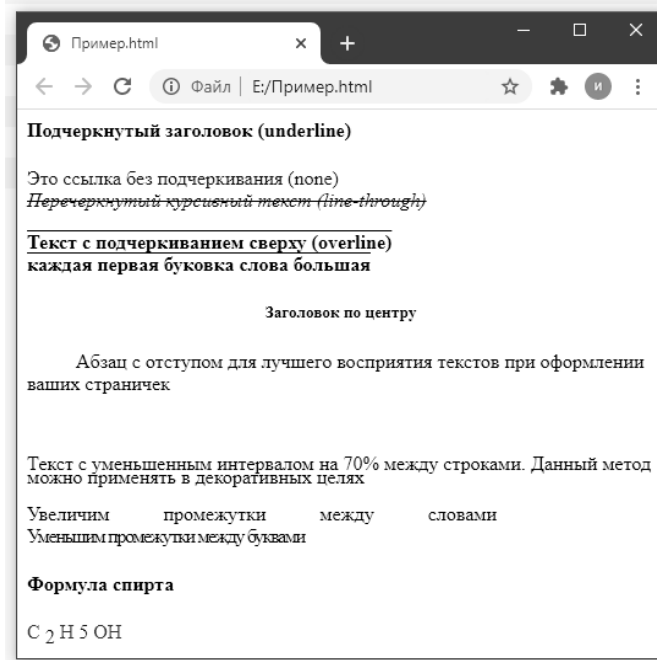 Пример.html
Файл | E:/Пример.html
и
Подчеркнутый заголовок (underline)
Это ссылка без подчеркивания (none)
Перечеркнутый курсивный текст (line-through)
Текст с подчеркиванием сверху (overline)
каждая первая буковка слова большая
Заголовок по центру
Абзац с отступом для лучшего восприятия текстов при оформлении
ваших страничек
Текст с уменьшенным интервалом на 70% между строками. Данный метод
можно применять в декоративных целях
Увеличим промежутки между словами
Уменьшим промежутки между буквами
Формула спирта
C 2 H 5 OH